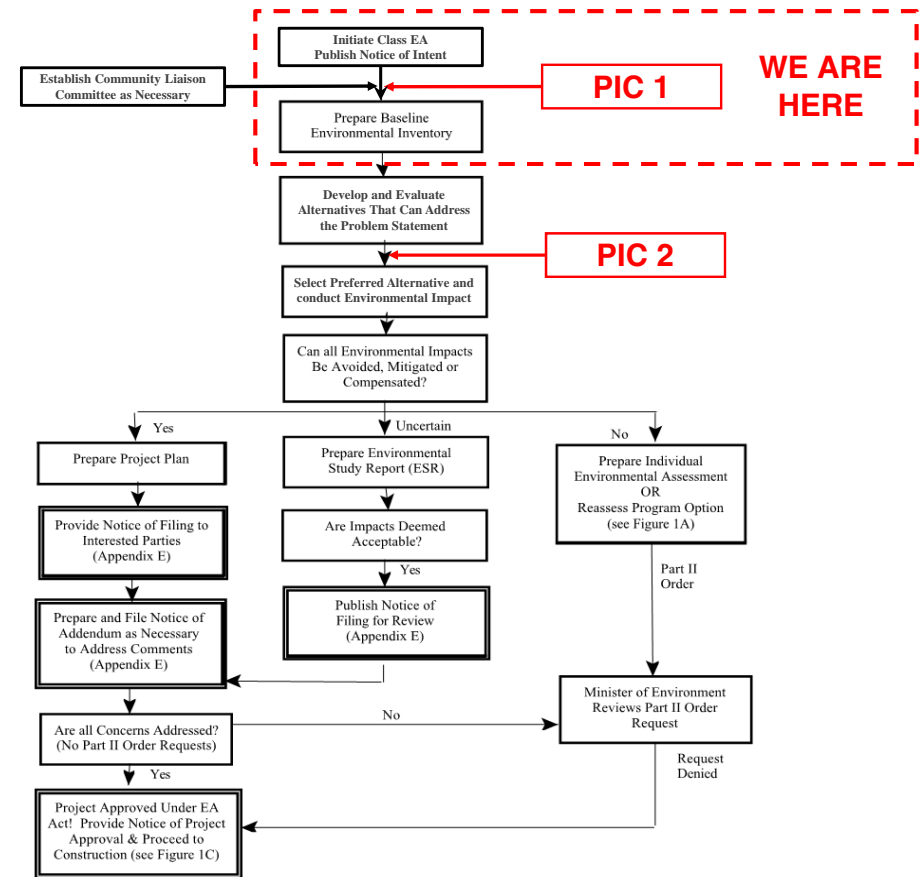 Initiate Class EA
Publish Notice of Intent
Establish Community Liaison
Committee as Necessary
PIC 1
WE ARE
HERE
Prepare Baseline
Environmental Inventory
Develop and Evaluate
Alternatives That Can Address
the Problem Statement
PIC 2
Select Preferred Alternative and
conduct Environmental Impact
Can all Environmental Impacts
Be Avoided, Mitigated or
Compensated?
Yes
Uncertain
No
Prepare Project Plan
Prepare Environmental
Study Report (ESR)
Prepare Individual
Environmental Assessment
OR
Reassess Program Option
(see Figure 1A)
Provide Notice of Filing to
Interested Parties
(Appendix E)
Are Impacts Deemed
Acceptable?
Yes
Part II
Order
Prepare and File Notice of
Addendum as Necessary
to Address Comments
(Appendix E)
Publish Notice of
Filing for Review
(Appendix E)
Are all Concerns Addressed?
(No Part II Order Requests)
No
Minister of Environment
Reviews Part II Order
Request
Yes
Request
Denied
Project Approved Under EA
Act!  Provide Notice of Project
Approval & Proceed to
Construction (see Figure 1C)